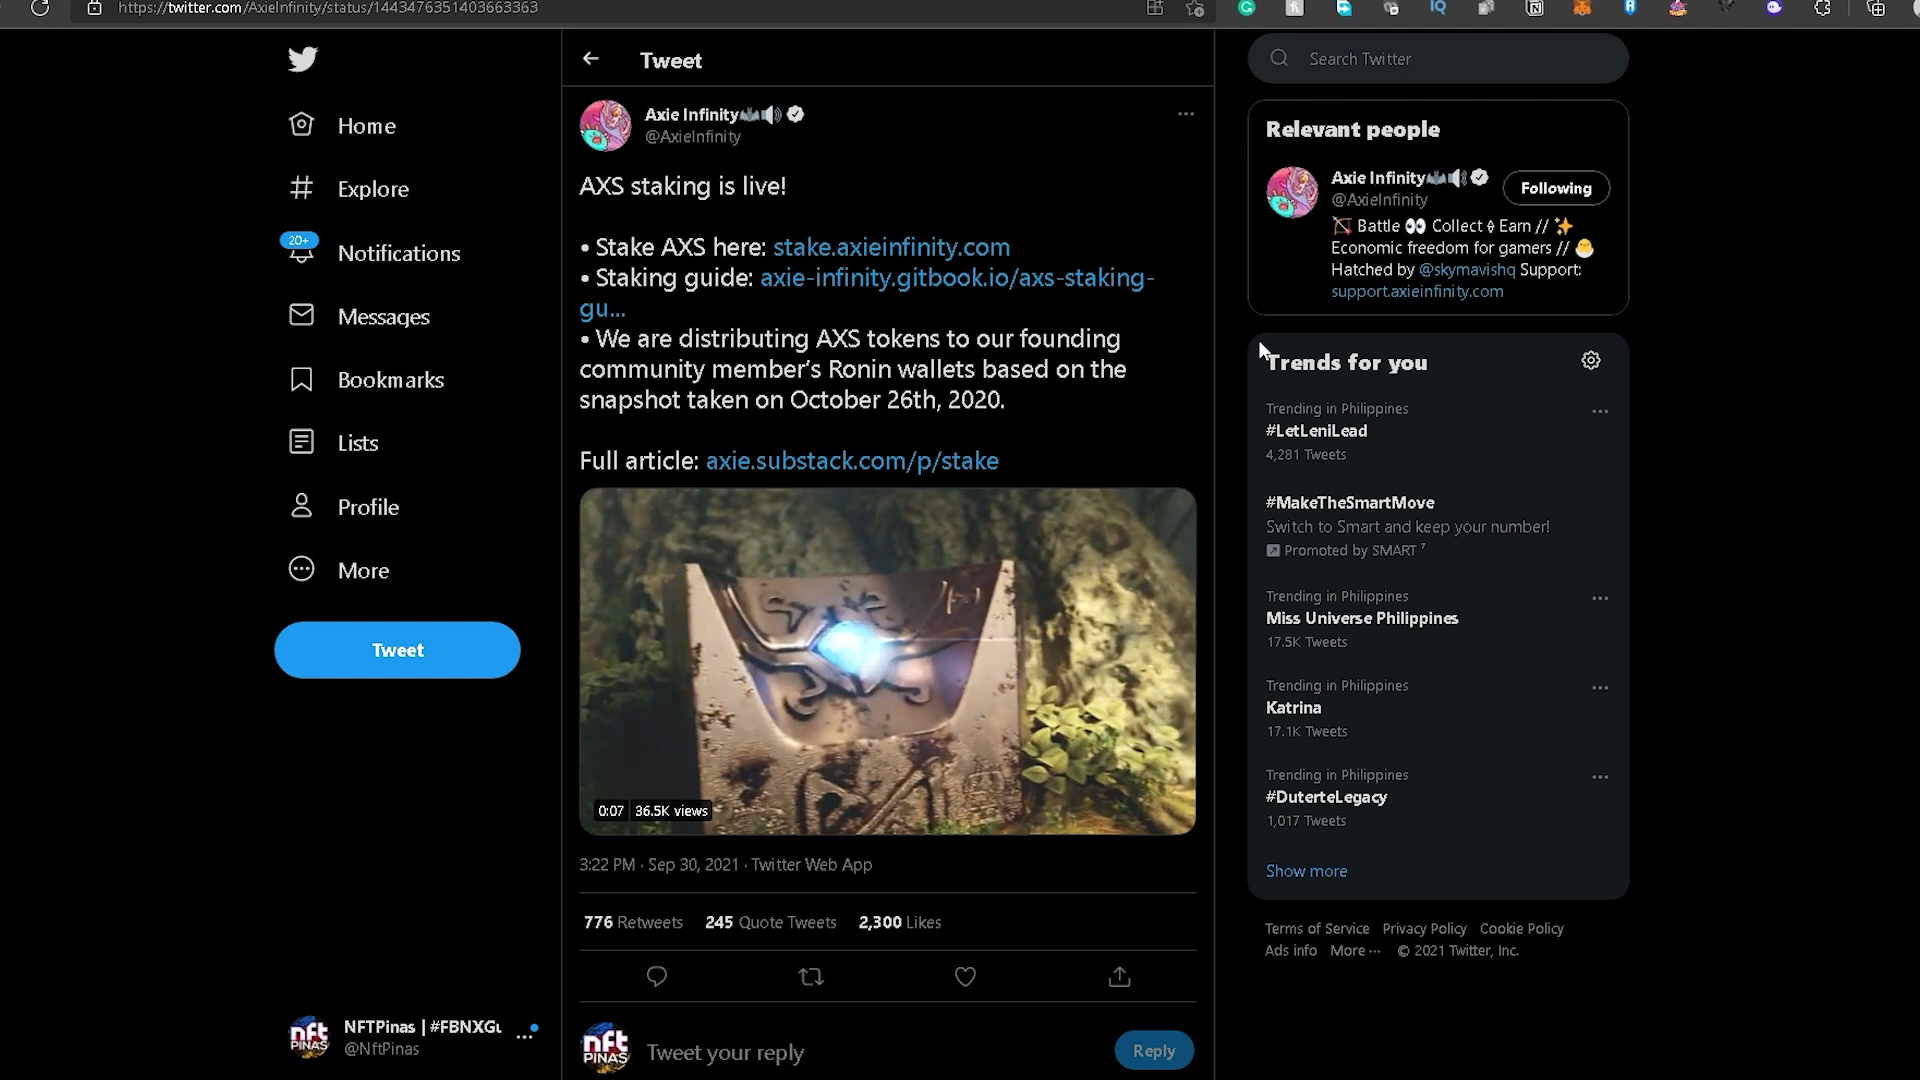 https://twitter.com/AxieInfinity/status/1443476351403663363
Home
Explore
20+
Notifications
Messages
Bookmarks
Lists
Profile
More
Tweet
NFTPinas | #FBNXGu
@NftPinas
Tweet
Axie Infinity
@AxieInfinity
AXS staking is live!
• Stake AXS here: stake.axieinfinity.com
• Staking guide: axie-infinity.gitbook.io/axs-staking-
gu...
• We are distributing AXS tokens to our founding
community member's Ronin wallets based on the
snapshot taken on October 26th, 2020.
Full article: axie.substack.com/p/stake
0:07 36.5K views
3:22 PM · Sep 30, 2021 · Twitter Web App
776 Retweets 245 Quote Tweets 2,300 Likes
nft PINAS
Tweet your reply
Reply
Search Twitter
Relevant people
Axie Infinity
@AxieInfinity
Following
Battle 👀 Collect Earn // ✨
Economic freedom for gamers // 🐣
Hatched by @skymavishq Support:
support.axieinfinity.com
Trends for you
Trending in Philippines
#LetLeniLead
4,281 Tweets
#MakeTheSmartMove
Switch to Smart and keep your number!
Promoted by SMART
Trending in Philippines
Miss Universe Philippines
17.5K Tweets
Trending in Philippines
Katrina
17.1K Tweets
Trending in Philippines
#DuterteLegacy
1,017 Tweets
Show more
Terms of Service Privacy Policy Cookie Policy
Ads info More ··· © 2021 Twitter, Inc.